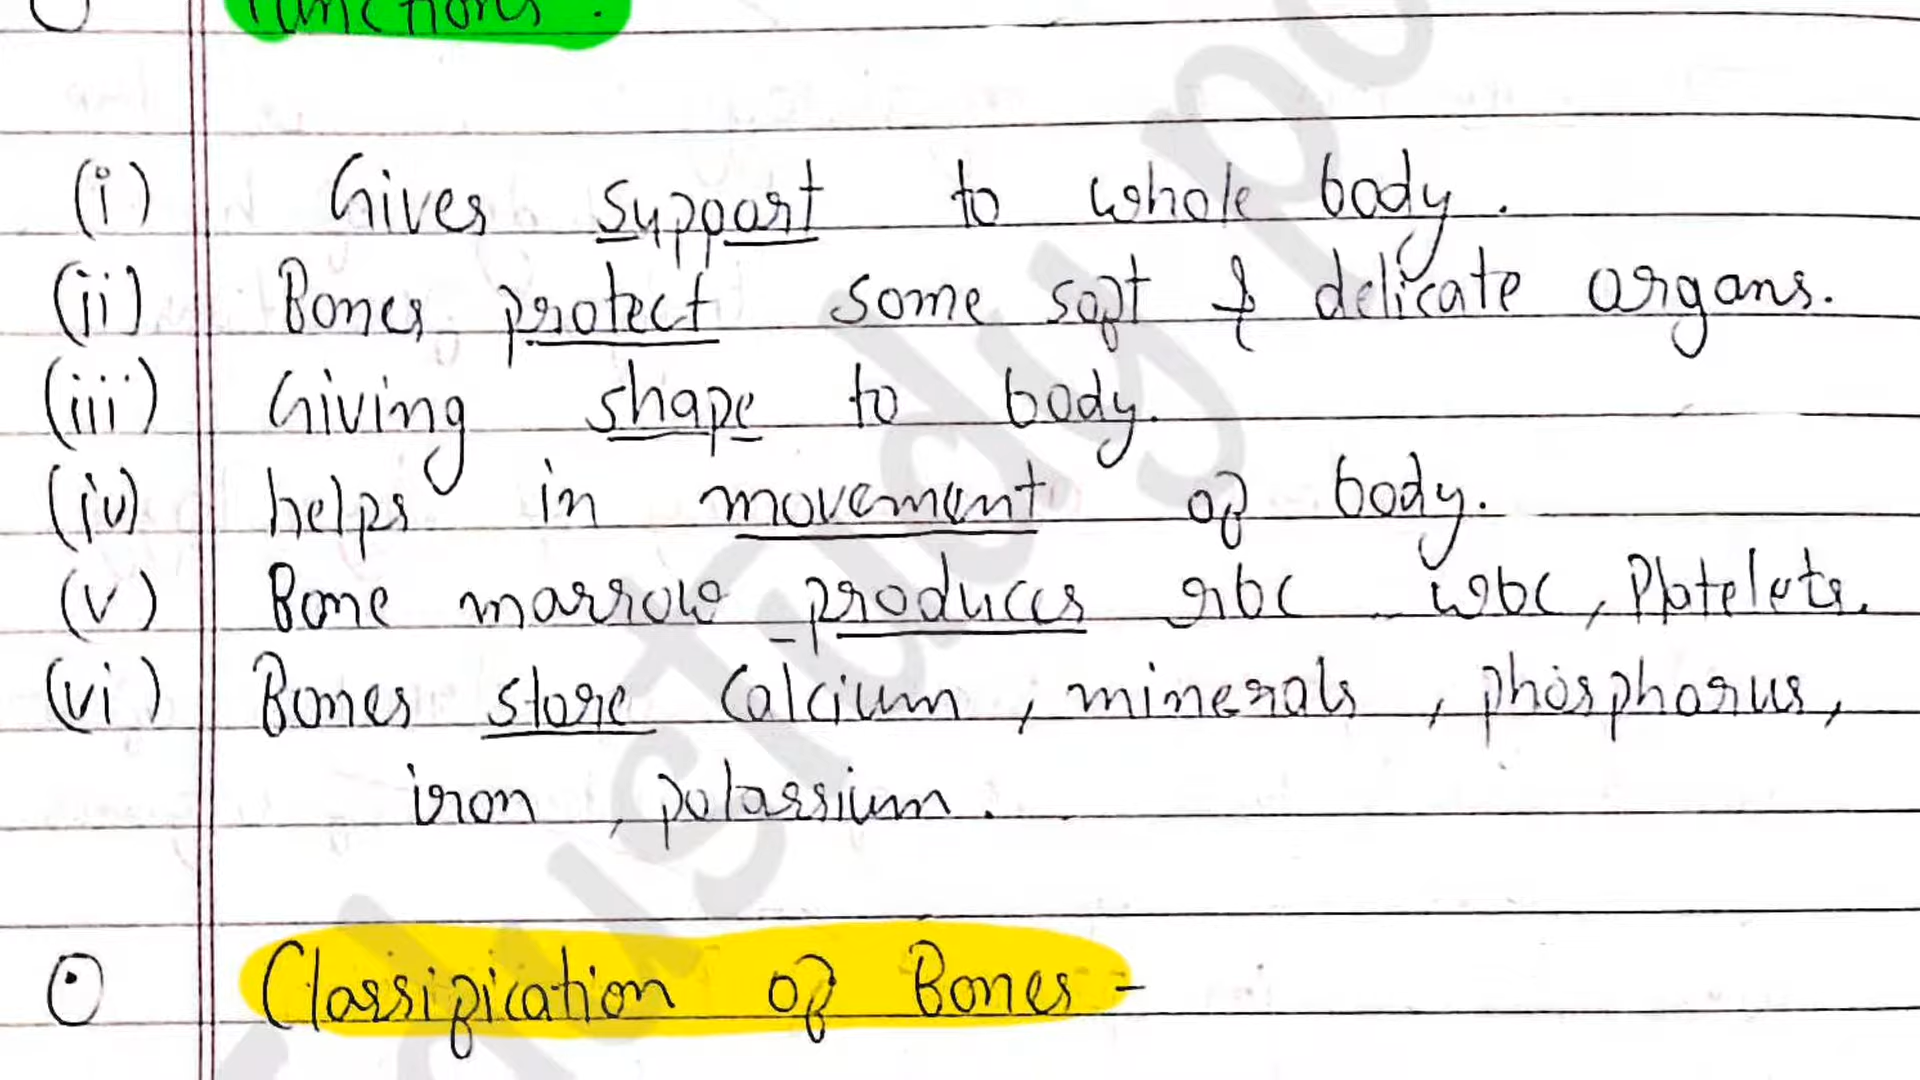 Functions :
(i) Gives support to whole body.
(ii) Bones protect some soft & delicate organs.
(iii) Giving shape to body.
(iv) helps in movement of body.
(v) Bone marrow produces rbc wbc, Platelets.
(vi) Bones store Calcium, minerals, phosphorus,
iron, potassium.
Classification of Bones -